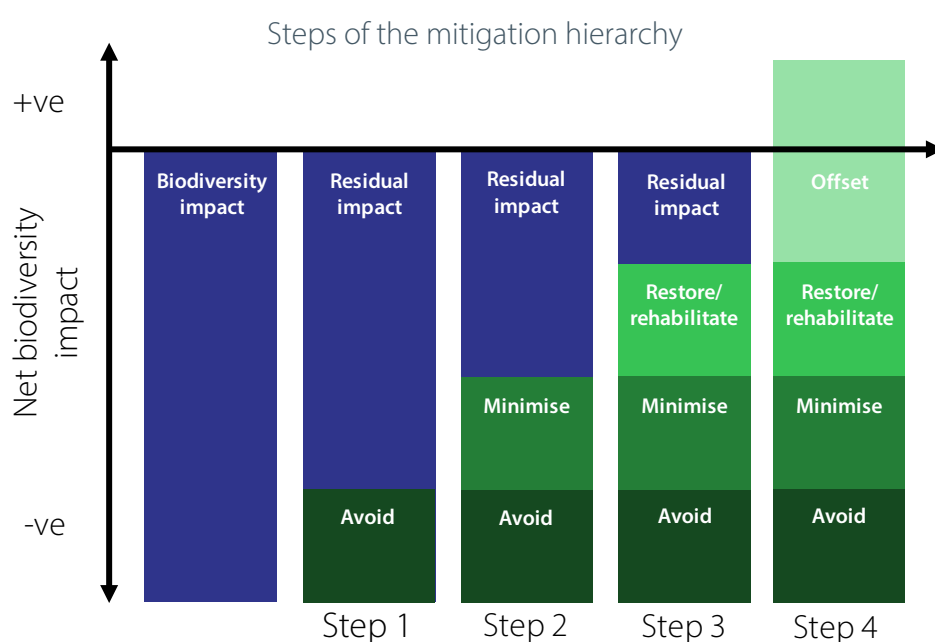 Steps of the mitigation hierarchy
+ve
Net biodiversity
impact
-ve
Biodiversity
impact
Residual
impact
Avoid
Step 1
Residual
impact
Minimise
Avoid
Step 2
Residual
impact
Restore/
rehabilitate
Minimise
Avoid
Step 3
Offset
Restore/
rehabilitate
Minimise
Avoid
Step 4